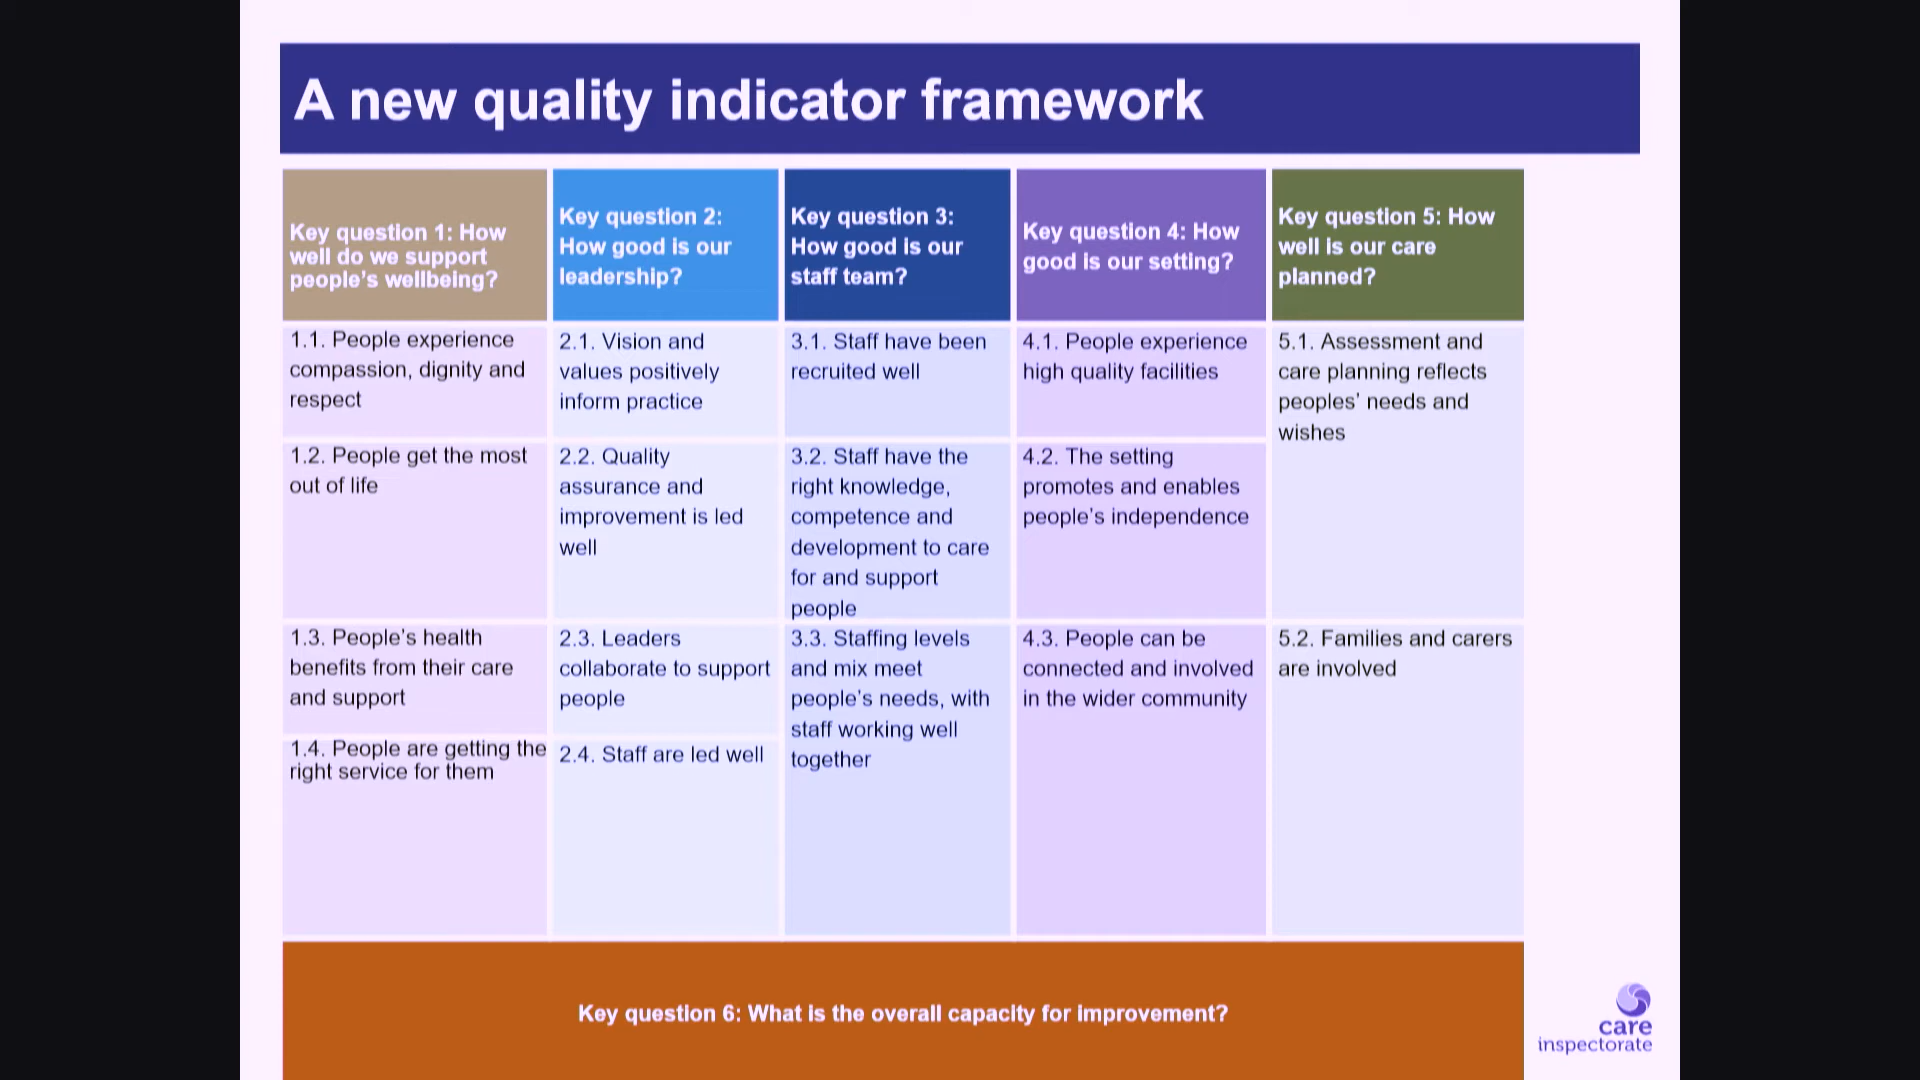 A new quality indicator framework
Key question 1: How
well do we support
people's wellbeing?
Key question 2:
How good is our
leadership?
Key question 3:
How good is our
staff team?
Key question 4: How
good is our setting?
Key question 5: How
well is our care
planned?
1.1. People experience
compassion, dignity and
respect
2.1. Vision and
values positively
inform practice
3.1. Staff have been
recruited well
4.1. People experience
high quality facilities
5.1. Assessment and
care planning reflects
peoples' needs and
wishes
1.2. People get the most
out of life
2.2. Quality
assurance and
improvement is led
well
3.2. Staff have the
right knowledge,
competence and
development to care
for and support
people
4.2. The setting
promotes and enables
people's independence
1.3. People's health
benefits from their care
and support
2.3. Leaders
collaborate to support
people
3.3. Staffing levels
and mix meet
people's needs, with
staff working well
together
4.3. People can be
connected and involved
in the wider community
5.2. Families and carers
are involved
1.4. People are getting the
right service for them
2.4. Staff are led well
Key question 6: What is the overall capacity for improvement?
care
inspectorate